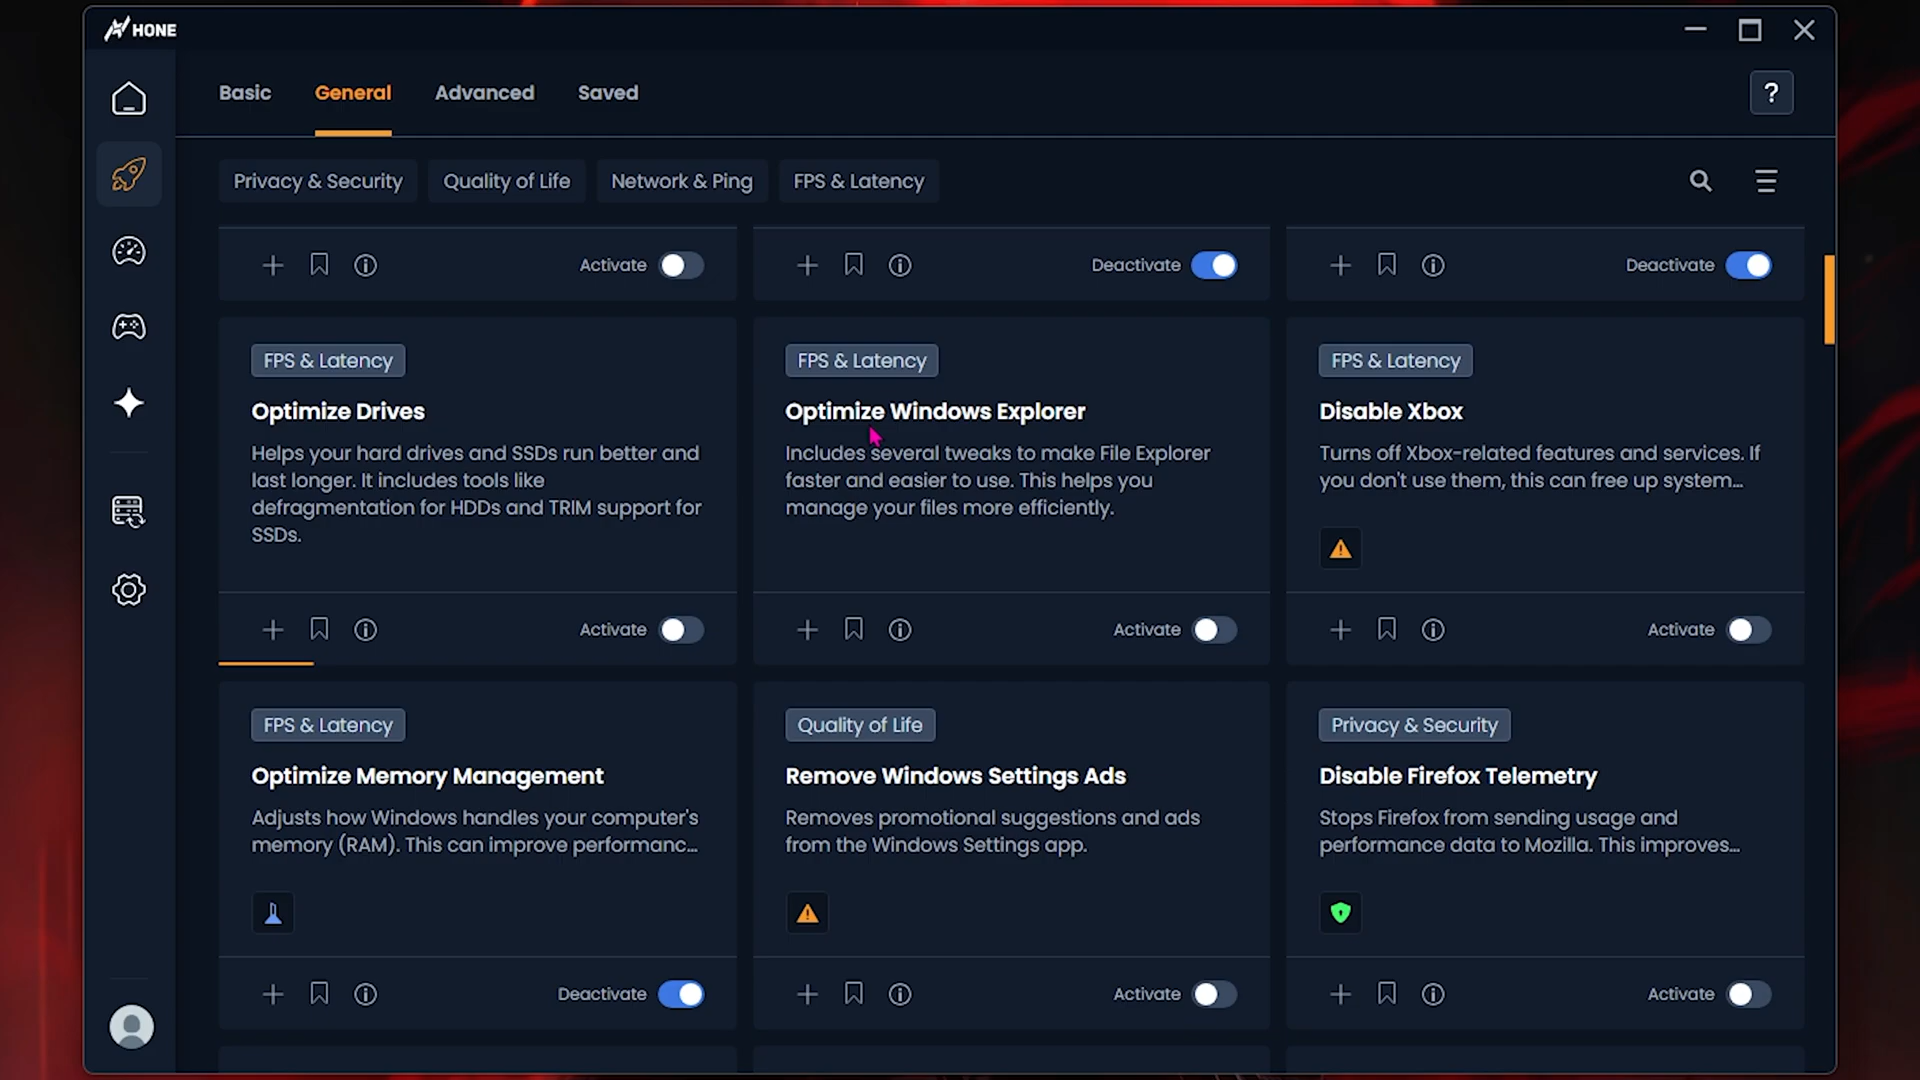 HONE
Basic General Advanced Saved
?
Privacy & Security Quality of Life Network & Ping FPS & Latency
Activate
Deactivate
Deactivate
FPS & Latency
Optimize Drives
Helps your hard drives and SSDs run better and
last longer. It includes tools like
defragmentation for HDDs and TRIM support for
SSDs.
Activate
FPS & Latency
Optimize Windows Explorer
Includes several tweaks to make File Explorer
faster and easier to use. This helps you
manage your files more efficiently.
Activate
FPS & Latency
Disable Xbox
Turns off Xbox-related features and services. If
you don't use them, this can free up system...
Activate
FPS & Latency
Optimize Memory Management
Adjusts how Windows handles your computer's
memory (RAM). This can improve performanc...
Deactivate
Quality of Life
Remove Windows Settings Ads
Removes promotional suggestions and ads
from the Windows Settings app.
Activate
Privacy & Security
Disable Firefox Telemetry
Stops Firefox from sending usage and
performance data to Mozilla. This improves...
Activate